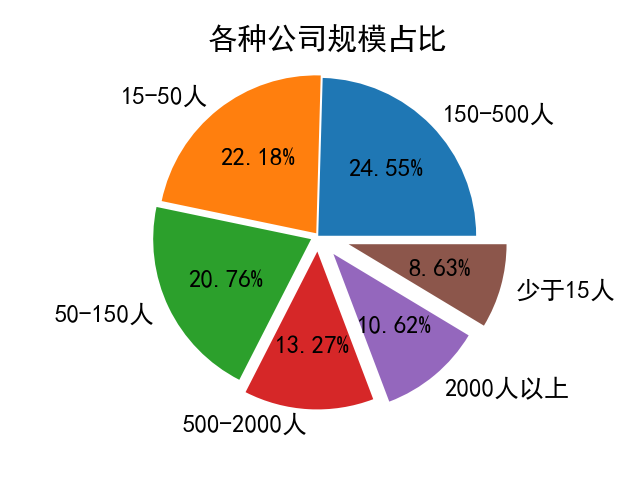 各种公司规模占比
15-50人
150-500人
22.18%
24.55%
20.76%
8.63%
少于15人
50-150人
10.62%
13.27%
2000人以上
500-2000人